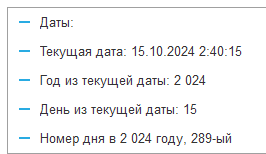 Даты:
Текущая дата: 15.10.2024 2:40:15
Год из текущей даты: 2 024
День из текущей даты: 15
Номер дня в 2 024 году, 289-ый